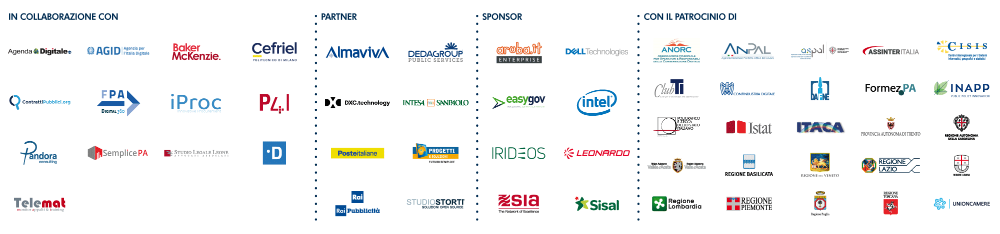 IN COLLABORAZIONE CON
Agenda Digitale
AGID Agenzia per
l'Italia Digitale
Baker
McKenzie.
Cefriel
POLITECNICO DI MILANO
ContrattiPubblici.org
FPA
DIGITAL360
iProc
Innovative Procurement
P4I
Pandora
consulting
SemplicePA
STUDIO LEGALE LEONE
AVVOCATI ASSOCIATI
D
Telemat
monitor appalti & training
PARTNER
AlmavivA
DEDAGROUP
PUBLIC SERVICES
DXC.technology
INTESA SANPAOLO
Posteitaliane
PROGETTI
E SOLUZIONI
FUTURO SEMPLICE
Rai
Rai Pubblicità
STUDIOSTORTI
SOLUZIONI OPEN SOURCE
SPONSOR
aruba.it
ENTERPRISE
DELL Technologies
easygov
INNOVARE, SEMPLICEMENTE
intel
IRIDEOS
LEONARDO
SIA
The Network of Excellence
Sisal
CON IL PATROCINIO DI
ANORC
ASSOCIAZIONE NAZIONALE
PER OPERATORI E RESPONSABILI
DELLA CONSERVAZIONE DIGITALE
ANPAL
Agenzia Nazionale Politiche Attive del Lavoro
aspal
ASSINTER ITALIA
CISIS
Centro Interregionale per i Sistemi
informatici, geografici e statistici
Club TI
Club per le Tecnologie dell'Informazione
CONFINDUSTRIA DIGITALE
Formez PA
INAPP
PUBLIC POLICY INNOVATION
POLIGRAFICO
E ZECCA
DELLO STATO
ITALIANO
Istat
ITACA
PROVINCIA AUTONOMA DI TRENTO
REGIONE AUTONOMA
DELLA SARDEGNA
Région Autonome
Vallée d'Aoste
Regione Autonoma
Valle d'Aosta
REGIONE BASILICATA
REGIONE DEL VENETO
REGIONE
LAZIO
REGIONE LIGURIA
Regione
Lombardia
REGIONE
PIEMONTE
Regione Puglia
REGIONE
TOSCANA
UNIONCAMERE